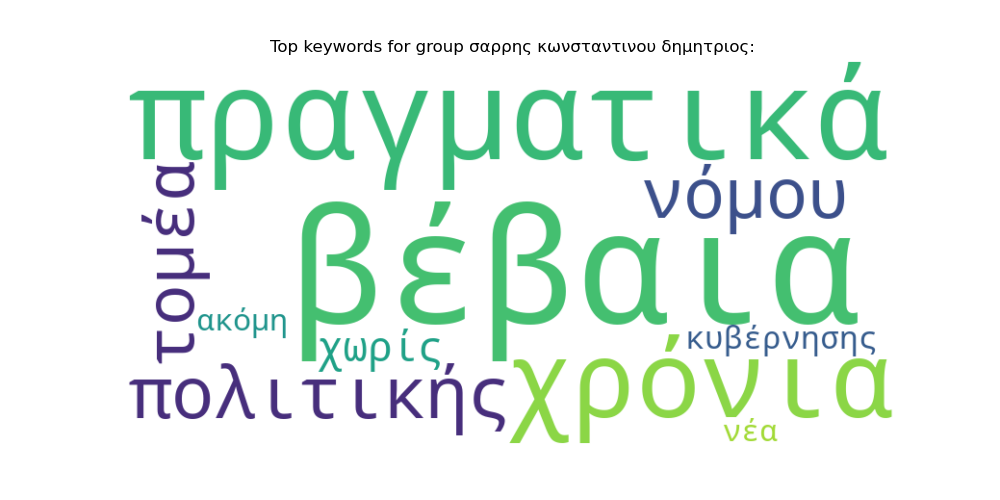 Top keywords for group σαρρης κωνσταντινου δημητριος:
πραγματικά
τομέα
νόμου
βέβαια
ακόμη
χωρίς
κυβέρνησης
πολιτικής
χρόνια
νέα